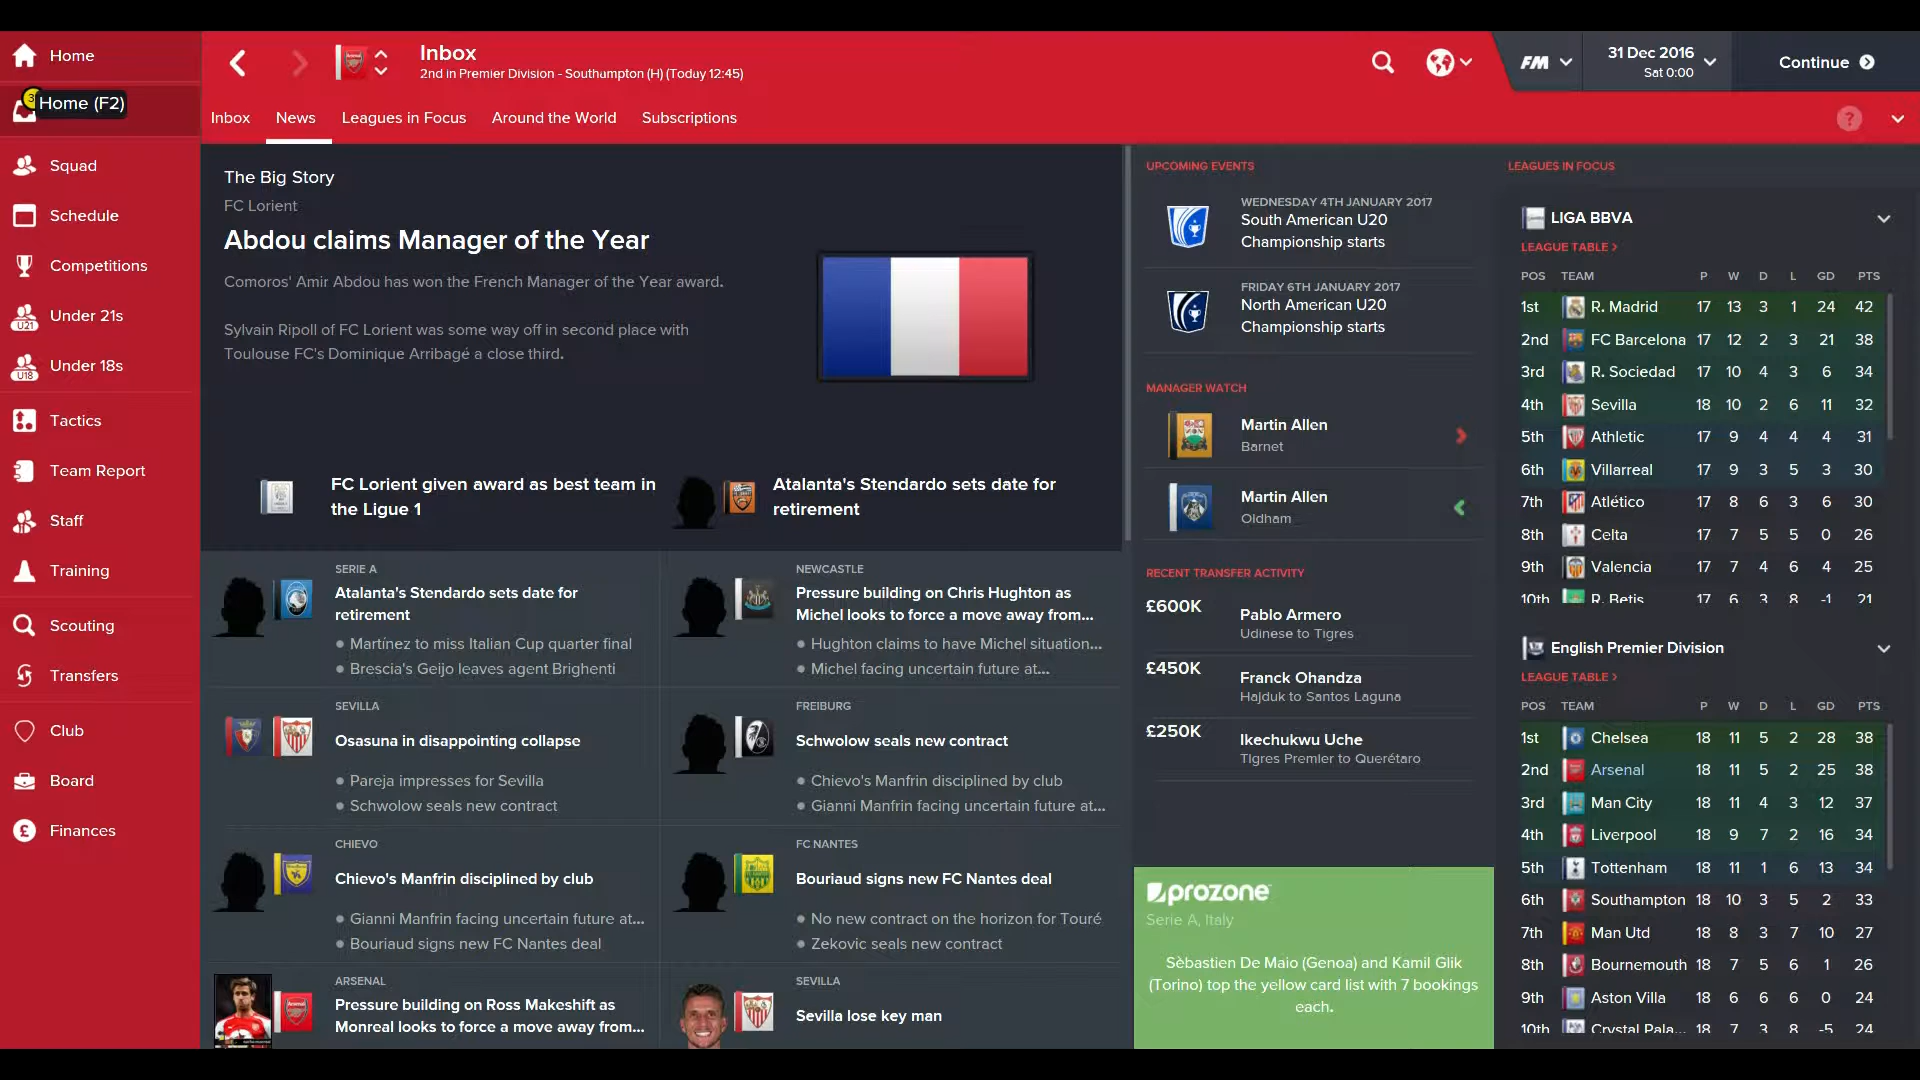 Home
3
Home (F2)
Squad
Schedule
Competitions
U21
Under 21s
U18
Under 18s
Tactics
Team Report
Staff
Training
Scouting
Transfers
Club
Board
Finances
Inbox
2nd in Premier Division - Southampton (H) (Today 12:45)
FM
31 Dec 2016
Sat 0:00
Continue
Inbox
News
Leagues in Focus
Around the World
Subscriptions
?
The Big Story
FC Lorient
Abdou claims Manager of the Year
Comoros' Amir Abdou has won the French Manager of the Year award.
Sylvain Ripoll of FC Lorient was some way off in second place with
Toulouse FC's Dominique Arribagé a close third.
FC Lorient given award as best team in
the Ligue 1
Atalanta's Stendardo sets date for
retirement
SERIE A
Atalanta's Stendardo sets date for
retirement
Martínez to miss Italian Cup quarter final
Brescia's Geijo leaves agent Brighenti
NEWCASTLE
Pressure building on Chris Hughton as
Michel looks to force a move away from...
Hughton claims to have Michel situation...
Michel facing uncertain future at...
SEVILLA
Osasuna in disappointing collapse
Pareja impresses for Sevilla
Schwolow seals new contract
FREIBURG
Schwolow seals new contract
Chievo's Manfrin disciplined by club
Gianni Manfrin facing uncertain future at...
CHIEVO
Chievo's Manfrin disciplined by club
Gianni Manfrin facing uncertain future at...
Bouriaud signs new FC Nantes deal
FC NANTES
Bouriaud signs new FC Nantes deal
No new contract on the horizon for Touré
Zekovic seals new contract
ARSENAL
Pressure building on Ross Makeshift as
Monreal looks to force a move away from...
SEVILLA
Sevilla lose key man
UPCOMING EVENTS
WEDNESDAY 4TH JANUARY 2017
South American U20
Championship starts
FRIDAY 6TH JANUARY 2017
North American U20
Championship starts
MANAGER WATCH
Martin Allen
Barnet
Martin Allen
Oldham
RECENT TRANSFER ACTIVITY
£600K
Pablo Armero
Udinese to Tigres
£450K
Franck Ohandza
Hajduk to Santos Laguna
£250K
Ikechukwu Uche
Tigres Premier to Querétaro
prozone
Serie A, Italy
Sèbastien De Maio (Genoa) and Kamil Glik
(Torino) top the yellow card list with 7 bookings
each.
LEAGUES IN FOCUS
LIGA BBVA
LEAGUE TABLE >
POS TEAM P W D L GD PTS
1st R. Madrid 17 13 3 1 24 42
2nd FC Barcelona 17 12 2 3 21 38
3rd R. Sociedad 17 10 4 3 6 34
4th Sevilla 18 10 2 6 11 32
5th Athletic 17 9 4 4 4 31
6th Villarreal 17 9 3 5 3 30
7th Atlético 17 8 6 3 6 30
8th Celta 17 7 5 5 0 26
9th Valencia 17 7 4 6 4 25
10th R. Betis 17 6 3 8 -1 21
English Premier Division
LEAGUE TABLE >
POS TEAM P W D L GD PTS
1st Chelsea 18 11 5 2 28 38
2nd Arsenal 18 11 5 2 25 38
3rd Man City 18 11 4 3 12 37
4th Liverpool 18 9 7 2 16 34
5th Tottenham 18 11 1 6 13 34
6th Southampton 18 10 3 5 2 33
7th Man Utd 18 8 3 7 10 27
8th Bournemouth 18 7 5 6 1 26
9th Aston Villa 18 6 6 6 0 24
10th Crystal Pala... 18 7 3 8 -5 24